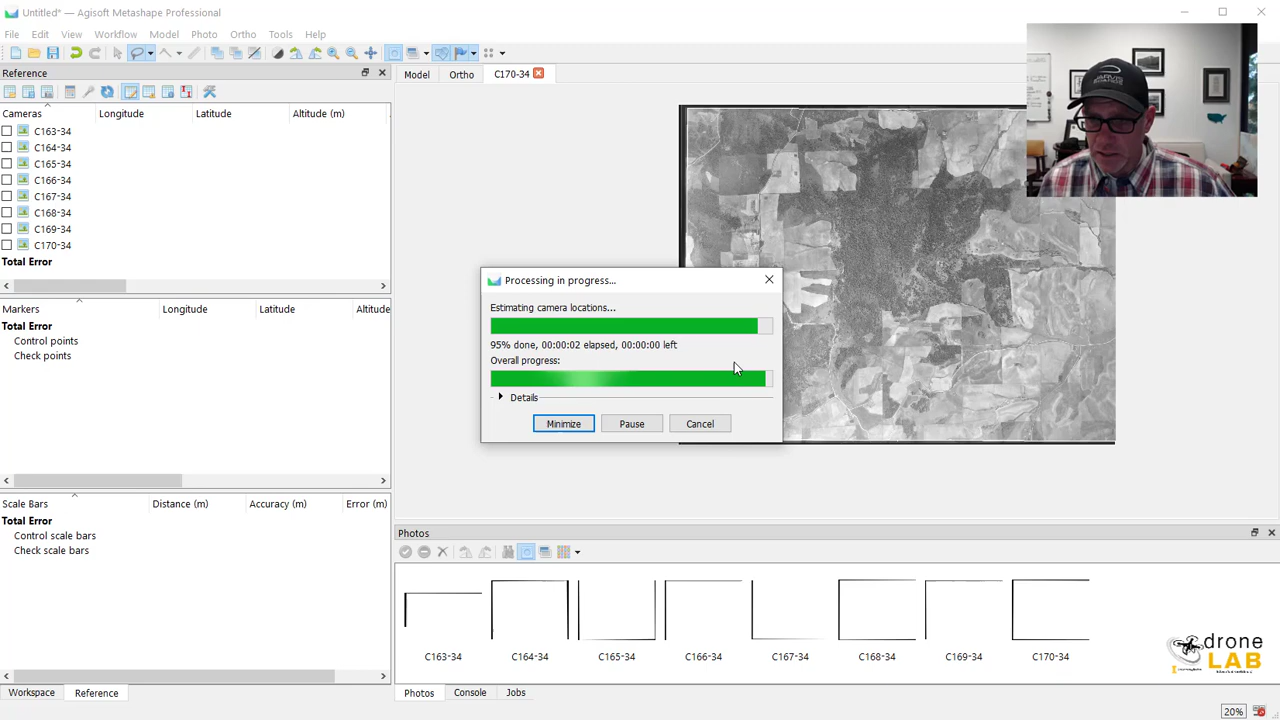 Untitled* — Agisoft Metashape Professional
File Edit View Workflow Model Photo Ortho Tools Help
Reference
Model Ortho C170-34
Cameras Longitude Latitude Altitude (m)
C163-34
C164-34
C165-34
C166-34
C167-34
C168-34
C169-34
C170-34
Total Error
Markers Longitude Latitude Altitude
Total Error
Control points
Check points
Scale Bars Distance (m) Accuracy (m) Error (m)
Total Error
Control scale bars
Check scale bars
Workspace Reference
JARVIS
Processing in progress...
Estimating camera locations...
95% done, 00:00:02 elapsed, 00:00:00 left
Overall progress:
Details
Minimize Pause Cancel
Photos
C163-34 C164-34 C165-34 C166-34 C167-34 C168-34 C169-34 C170-34
drone
LAB
Photos Console Jobs
20%